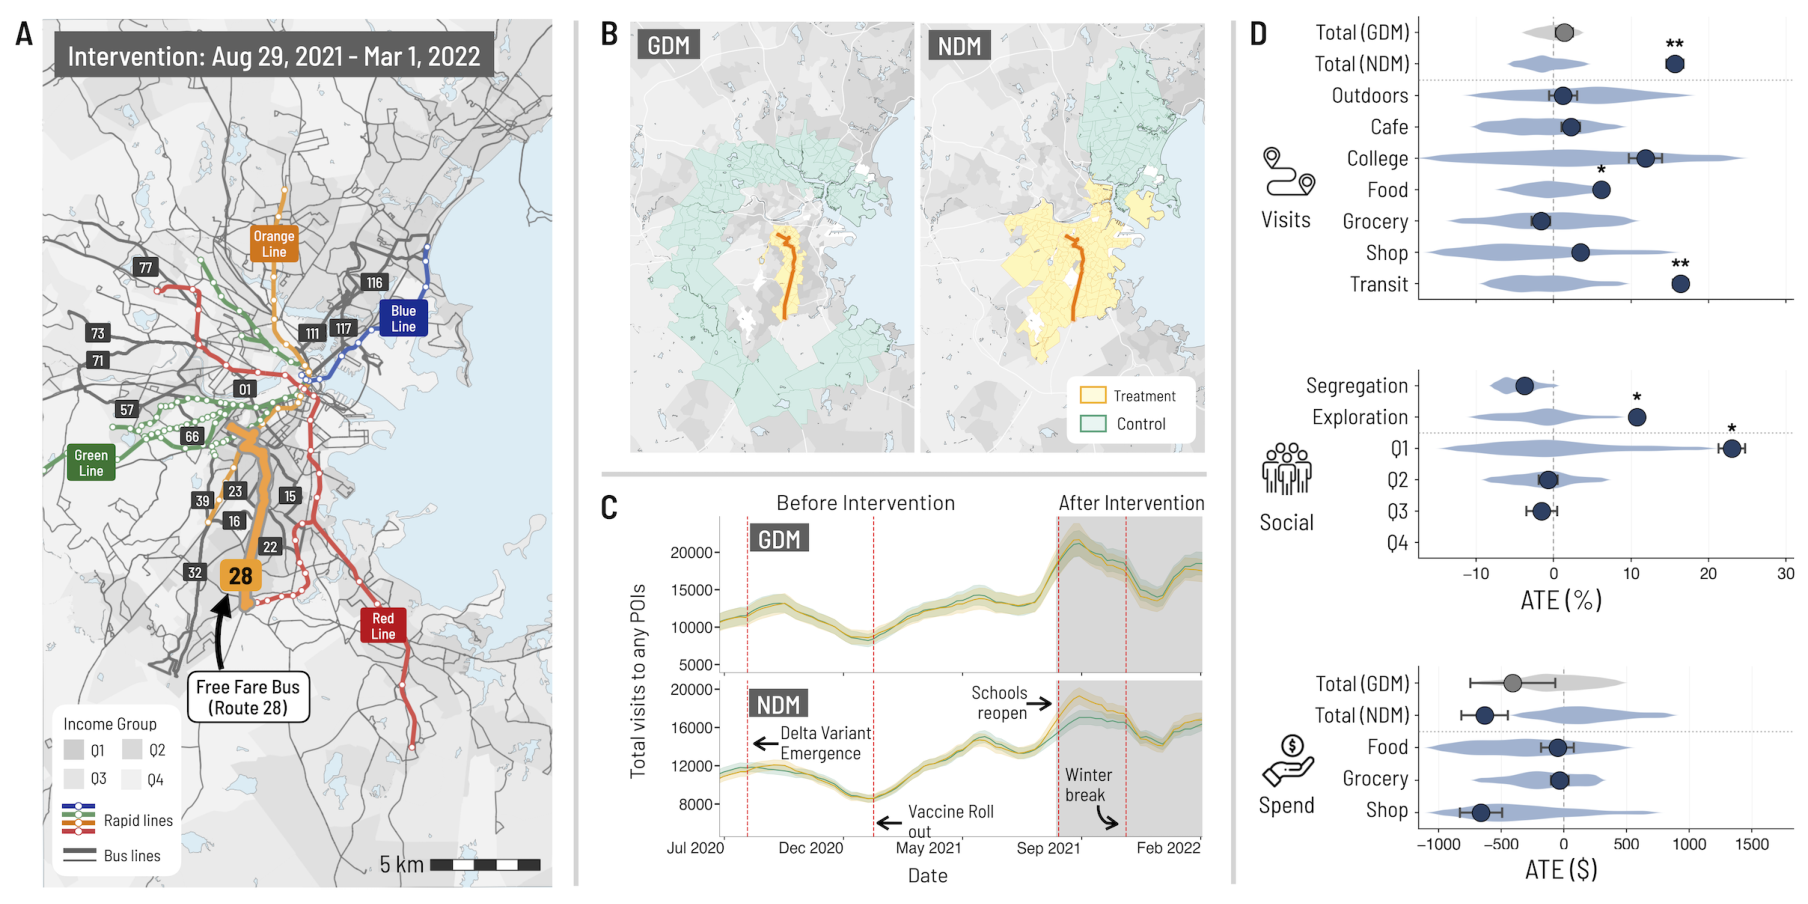 A
Intervention: Aug 29, 2021 - Mar 1, 2022
Orange
Line
77
116
Blue
Line
111
117
73
71
01
57
66
Green
Line
39
23
15
16
22
32
28
Red
Line
Free Fare Bus
(Route 28)
Income Group
Q1
Q2
Q3
Q4
Rapid lines
Bus lines
5 km
B
GDM
NDM
Treatment
Control
C
Before Intervention
After Intervention
GDM
20000
15000
10000
5000
Total visits to any POIs
NDM
20000
16000
12000
8000
Delta Variant
Emergence
Schools
reopen
Winter
break
Vaccine Roll
out
Jul 2020
Dec 2020
May 2021
Sep 2021
Feb 2022
Date
D
Visits
Total (GDM)
Total (NDM)
**
Outdoors
Cafe
College
Food
*
Grocery
Shop
Transit
**
Social
Segregation
Exploration
*
Q1
*
Q2
Q3
Q4
−10
0
10
20
30
ATE (%)
Spend
Total (GDM)
Total (NDM)
Food
Grocery
Shop
−1000
−500
0
500
1000
1500
ATE ($)